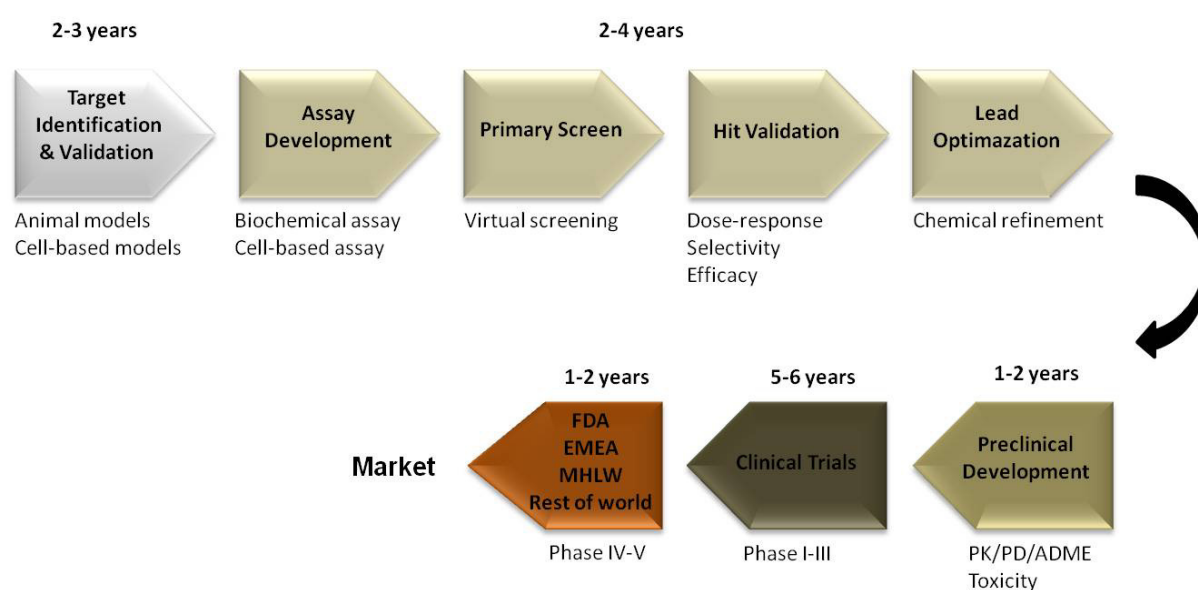 2-3 years
2-4 years
Target
Identification
& Validation
Assay
Development
Primary Screen
Hit Validation
Lead
Optimazation
Animal models
Cell-based models
Biochemical assay
Cell-based assay
Virtual screening
Dose-response
Selectivity
Efficacy
Chemical refinement
1-2 years
5-6 years
1-2 years
Market
FDA
EMEA
MHLW
Rest of world
Clinical Trials
Preclinical
Development
Phase IV-V
Phase I-III
PK/PD/ADME
Toxicity